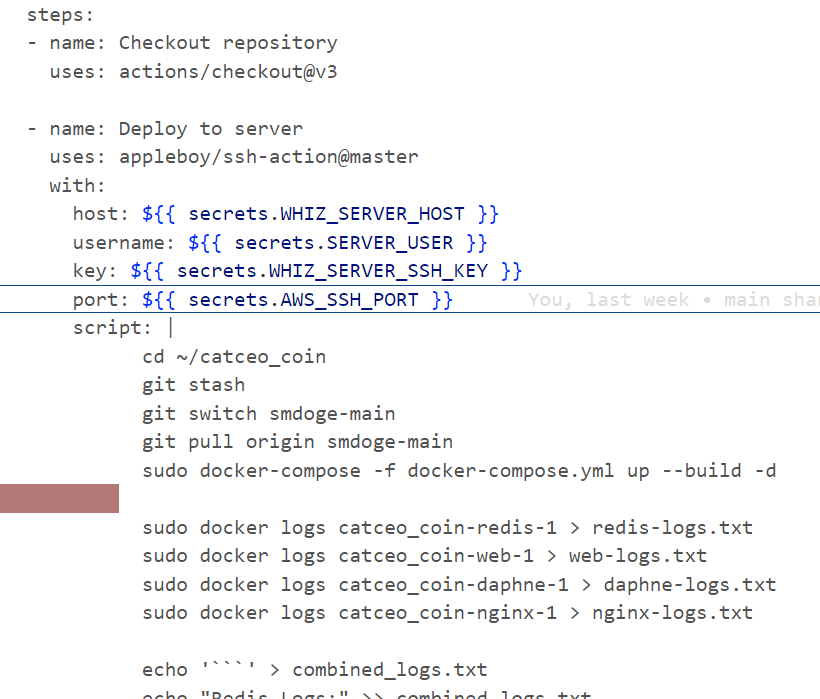 steps:
- name: Checkout repository
uses: actions/checkout@v3
- name: Deploy to server
uses: appleboy/ssh-action@master
with:
host: ${{ secrets.WHIZ_SERVER_HOST }}
username: ${{ secrets.SERVER_USER }}
key: ${{ secrets.WHIZ_SERVER_SSH_KEY }}
port: ${{ secrets.AWS_SSH_PORT }} You, last week • main shar
script: |
cd ~/catceo_coin
git stash
git switch smdoge-main
git pull origin smdoge-main
sudo docker-compose -f docker-compose.yml up --build -d
sudo docker logs catceo_coin-redis-1 > redis-logs.txt
sudo docker logs catceo_coin-web-1 > web-logs.txt
sudo docker logs catceo_coin-daphne-1 > daphne-logs.txt
sudo docker logs catceo_coin-nginx-1 > nginx-logs.txt
echo '```' > combined_logs.txt
echo "Redis Logs:" >> combined_logs.txt